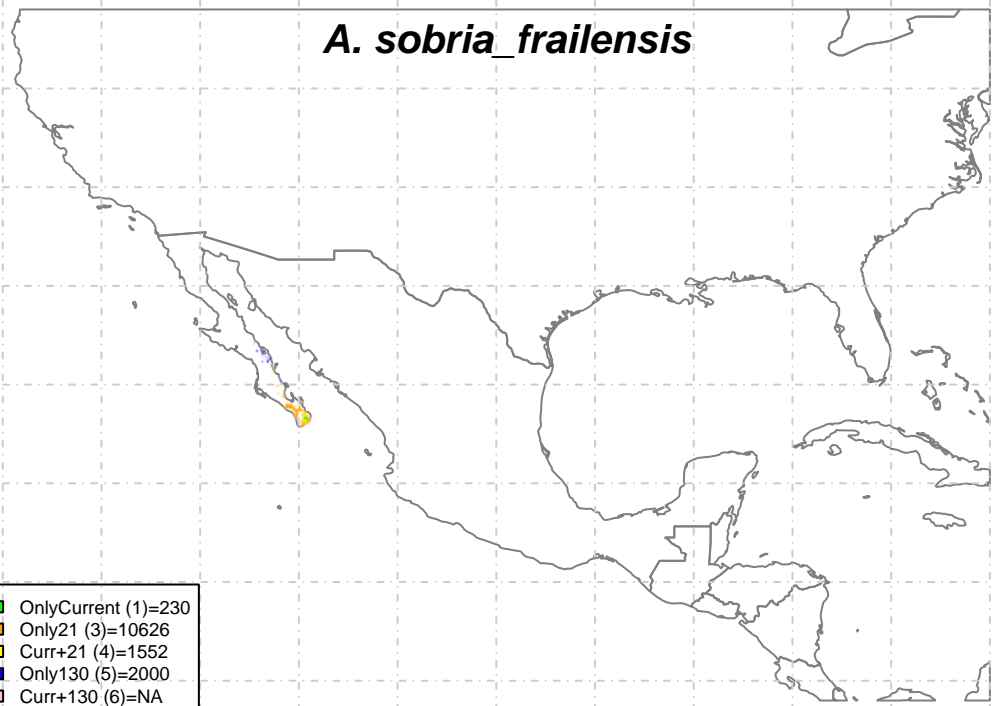 A. sobria_frailensis
OnlyCurrent (1)=230
Only21 (3)=10626
Curr+21 (4)=1552
Only130 (5)=2000
Curr+130 (6)=NA